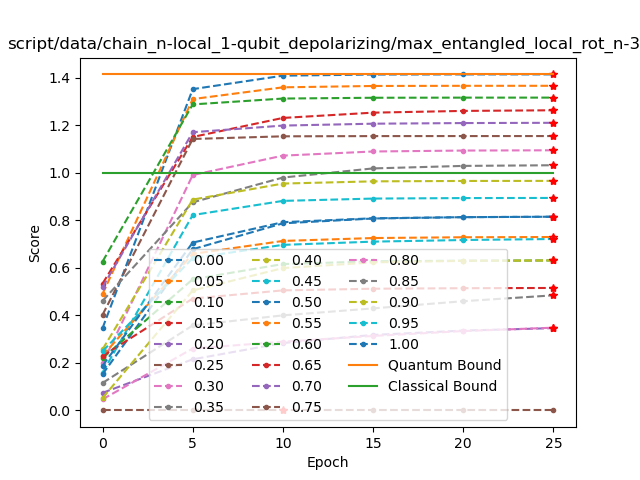 script/data/chain_n-local_1-qubit_depolarizing/max_entangled_local_rot_n-3
1.4
1.2
1.0
0.8
0.6
0.4
0.2
0.0
Score
0.00 0.40 0.80
0.05 0.45 0.85
0.10 0.50 0.90
0.15 0.55 0.95
0.20 0.60 1.00
0.25 0.65 Quantum Bound
0.30 0.70 Classical Bound
0.35 0.75
0 5 10 15 20 25
Epoch